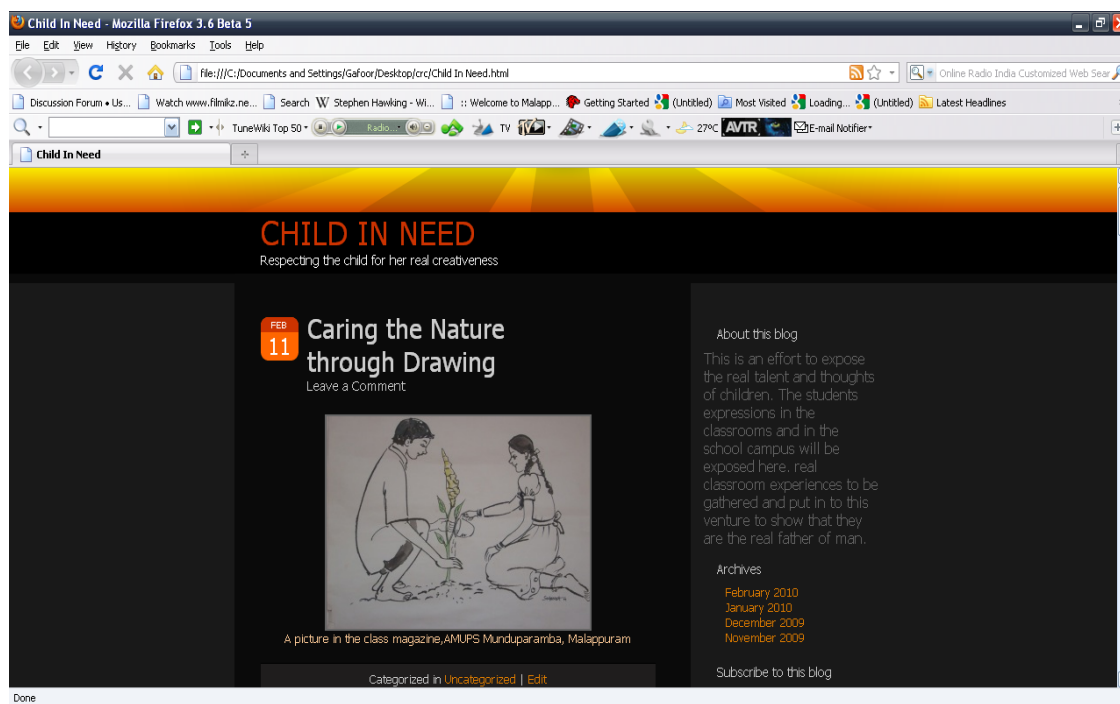 Child In Need - Mozilla Firefox 3.6 Beta 5
File Edit View History Bookmarks Tools Help
file:///C:/Documents and Settings/Gafoor/Desktop/crc/Child In Need.html
Online Radio India Customized Web Sear
Discussion Forum • Us... Watch www.filmikz.ne... Search W Stephen Hawking - Wi... :: Welcome to Malapp... Getting Started (Untitled) Most Visited Loading... (Untitled) Latest Headlines
TuneWiki Top 50 Radio... TV 27ºC AVTR E-mail Notifier
Child In Need
CHILD IN NEED
Respecting the child for her real creativeness
FEB
11
Caring the Nature
through Drawing
Leave a Comment
A picture in the class magazine,AMUPS Munduparamba, Malappuram
Categorized in Uncategorized | Edit
About this blog
This is an effort to expose
the real talent and thoughts
of children. The students
expressions in the
classrooms and in the
school campus will be
exposed here. real
classroom experiences to be
gathered and put in to this
venture to show that they
are the real father of man.
Archives
February 2010
January 2010
December 2009
November 2009
Subscribe to this blog
Done